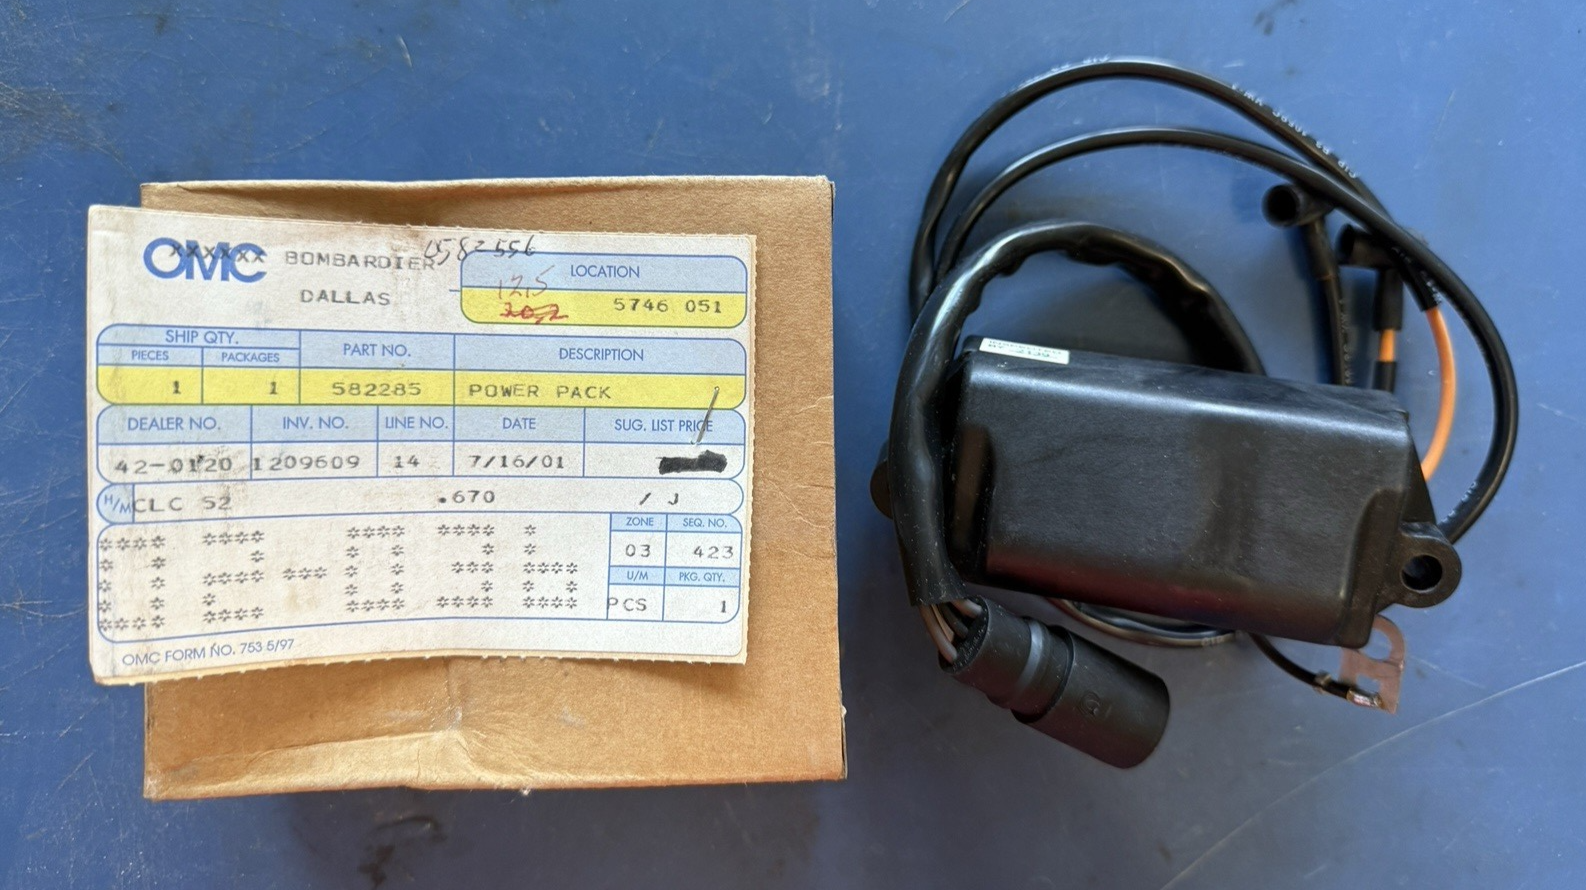 OMC BOMBARDIER 0582556
DALLAS
LOCATION
12.5
5746 051
SHIP QTY.
PIECES PACKAGES PART NO. DESCRIPTION
1 1 582285 POWER PACK
DEALER NO. INV. NO. LINE NO. DATE SUG. LIST PRICE
42-0120 1209609 14 7/16/01
H/M CLC 52 .670 / J
ZONE SEQ. NO.
03 423
U/M PKG. QTY.
PCS 1
OMC FORM NO. 753 5/97